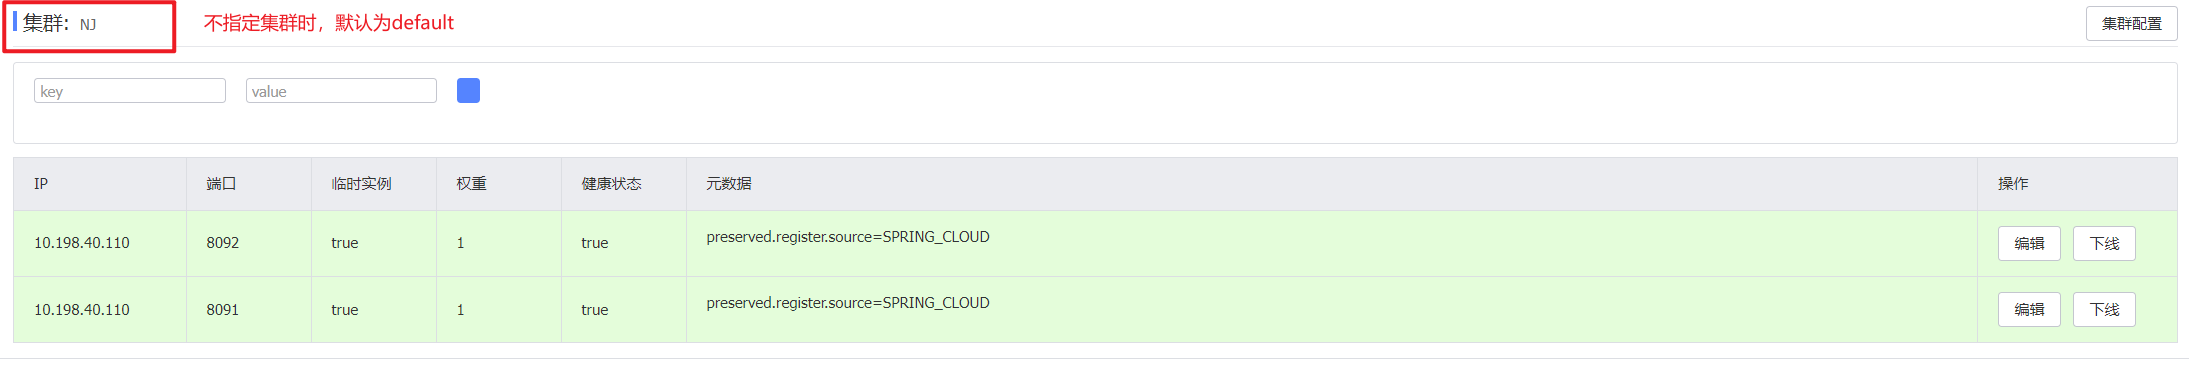 集群: NJ 不指定集群时，默认为default 集群配置
key value
IP 端口 临时实例 权重 健康状态 元数据 操作
10.198.40.110 8092 true 1 true preserved.register.source=SPRING_CLOUD 编辑 下线
10.198.40.110 8091 true 1 true preserved.register.source=SPRING_CLOUD 编辑 下线